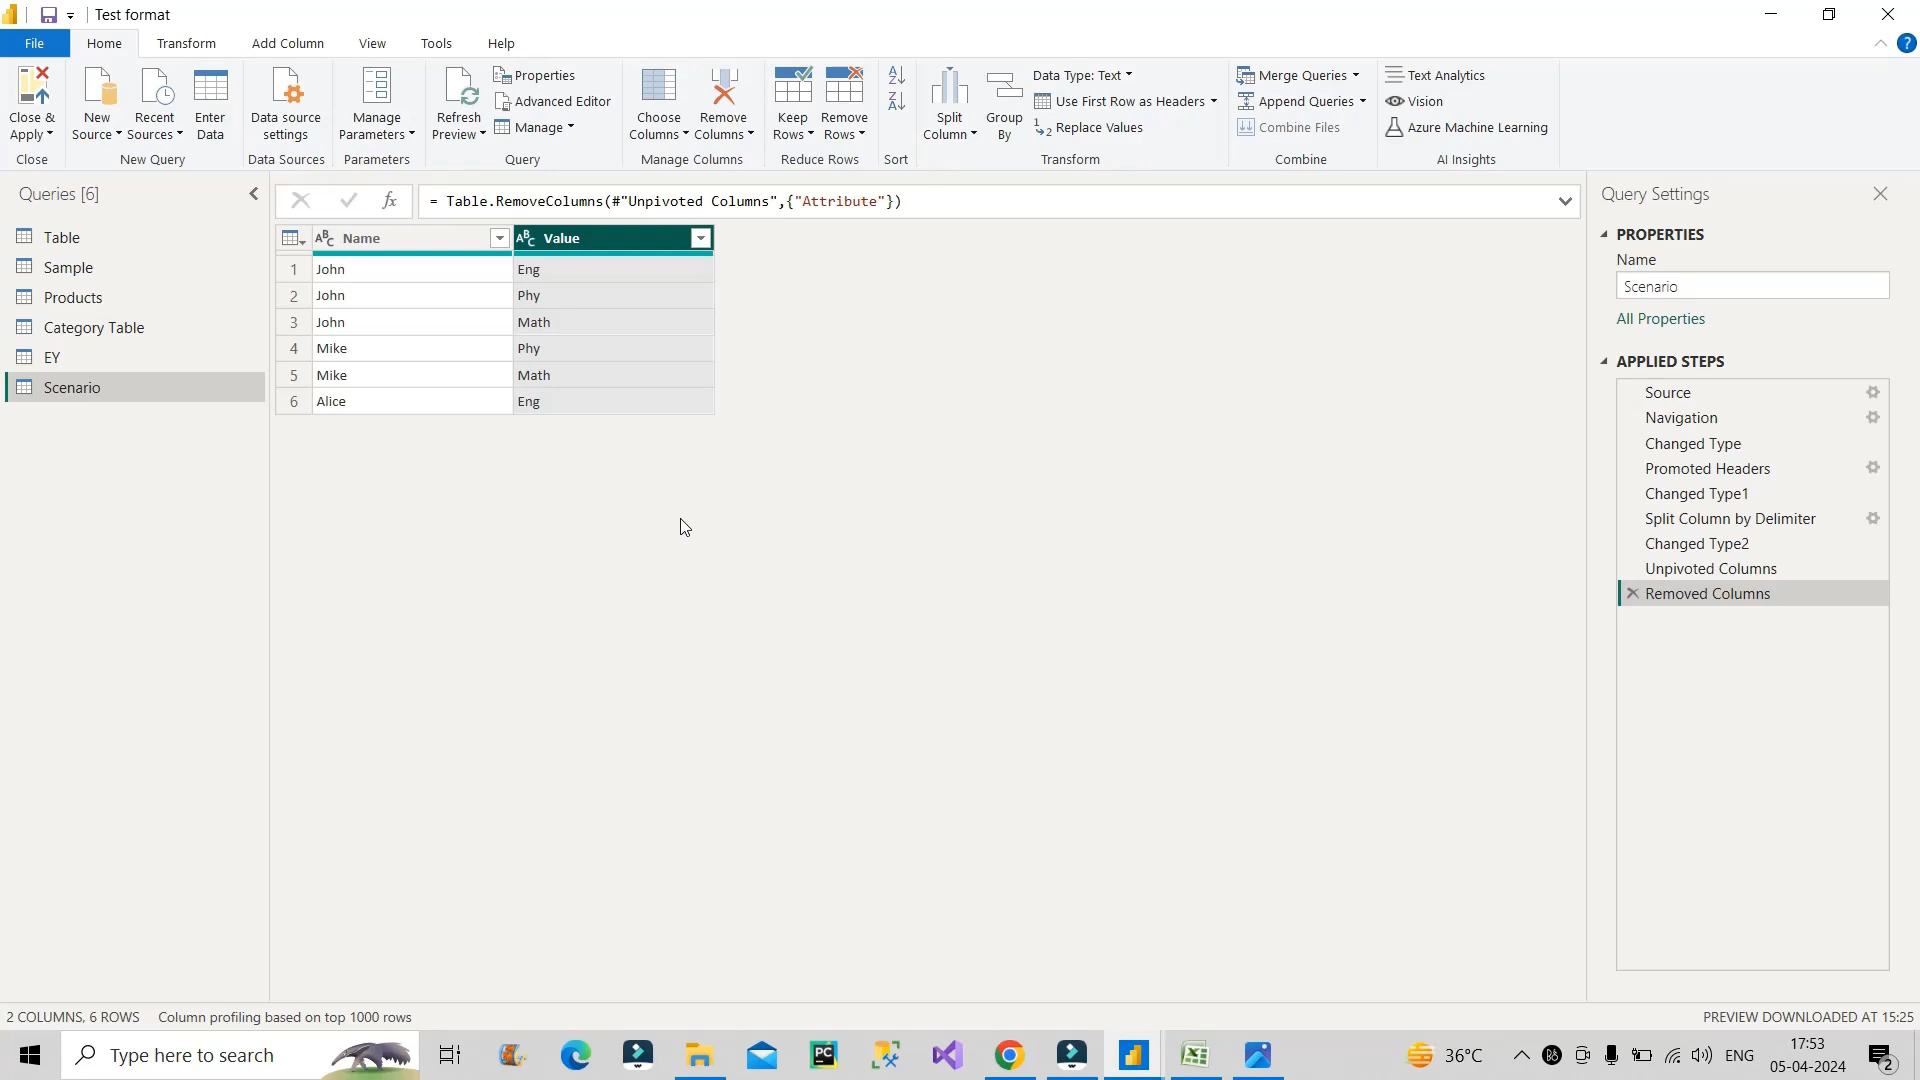 Test format
File Home Transform Add Column View Tools Help
Close & Apply
New Source
Recent Sources
Enter Data
Data source settings
Manage Parameters
Refresh Preview
Properties
Advanced Editor
Manage
Choose Columns
Remove Columns
Keep Rows
Remove Rows
Split Column
Group By
Data Type: Text
Use First Row as Headers
Replace Values
Merge Queries
Append Queries
Combine Files
Text Analytics
Vision
Azure Machine Learning
Close New Query Data Sources Parameters Query Manage Columns Reduce Rows Sort Transform Combine AI Insights
Queries [6]
Table
Sample
Products
Category Table
EY
Scenario
fx = Table.RemoveColumns(#"Unpivoted Columns",{"Attribute"})
ABC Name ABC Value
1 John Eng
2 John Phy
3 John Math
4 Mike Phy
5 Mike Math
6 Alice Eng
Query Settings
PROPERTIES
Name
Scenario
All Properties
APPLIED STEPS
Source
Navigation
Changed Type
Promoted Headers
Changed Type1
Split Column by Delimiter
Changed Type2
Unpivoted Columns
Removed Columns
2 COLUMNS, 6 ROWS Column profiling based on top 1000 rows PREVIEW DOWNLOADED AT 15:25
Type here to search
PC
36°C
ENG
17:53
05-04-2024
2